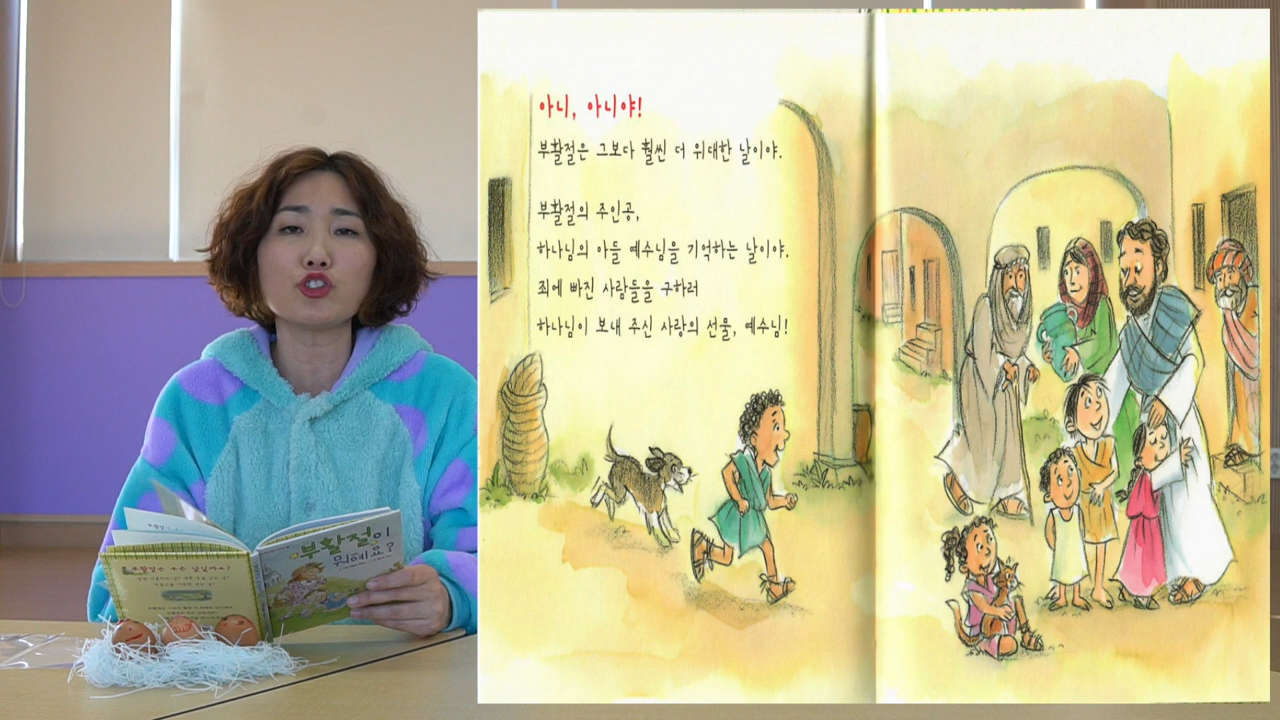 아니, 아니야!
부활절은 그보다 훨씬 더 위대한 날이야.
부활절의 주인공,
하나님의 아들 예수님을 기억하는 날이야.
죄에 빠진 사람들을 구하러
하나님이 보내 주신 사랑의 선물, 예수님!
부활절이
뭐예요?